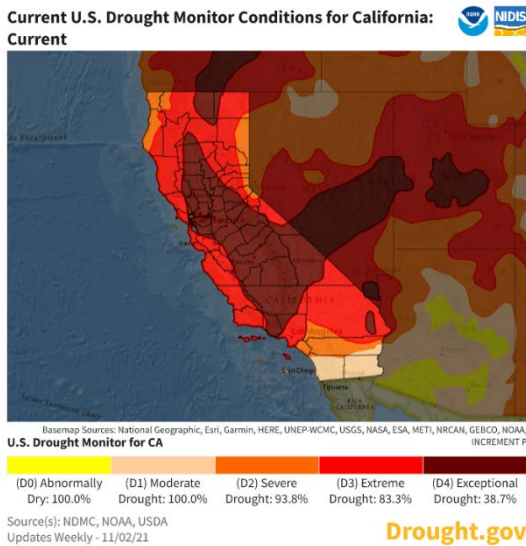 Current U.S. Drought Monitor Conditions for California:
Current
NOAA
NIDIS
CALIFORNIA
Los Angeles
San Diego
Tijuana
BAJA
CALIFORNIA
Basemap Sources: National Geographic, Esri, Garmin, HERE, UNEP-WCMC, USGS, NASA, ESA, METI, NRCAN, GEBCO, NOAA,
U.S. Drought Monitor for CA
INCREMENT P
(D0) Abnormally
Dry: 100.0%
(D1) Moderate
Drought: 100.0%
(D2) Severe
Drought: 93.8%
(D3) Extreme
Drought: 83.3%
(D4) Exceptional
Drought: 38.7%
Source(s): NDMC, NOAA, USDA
Updates Weekly - 11/02/21
Drought.gov